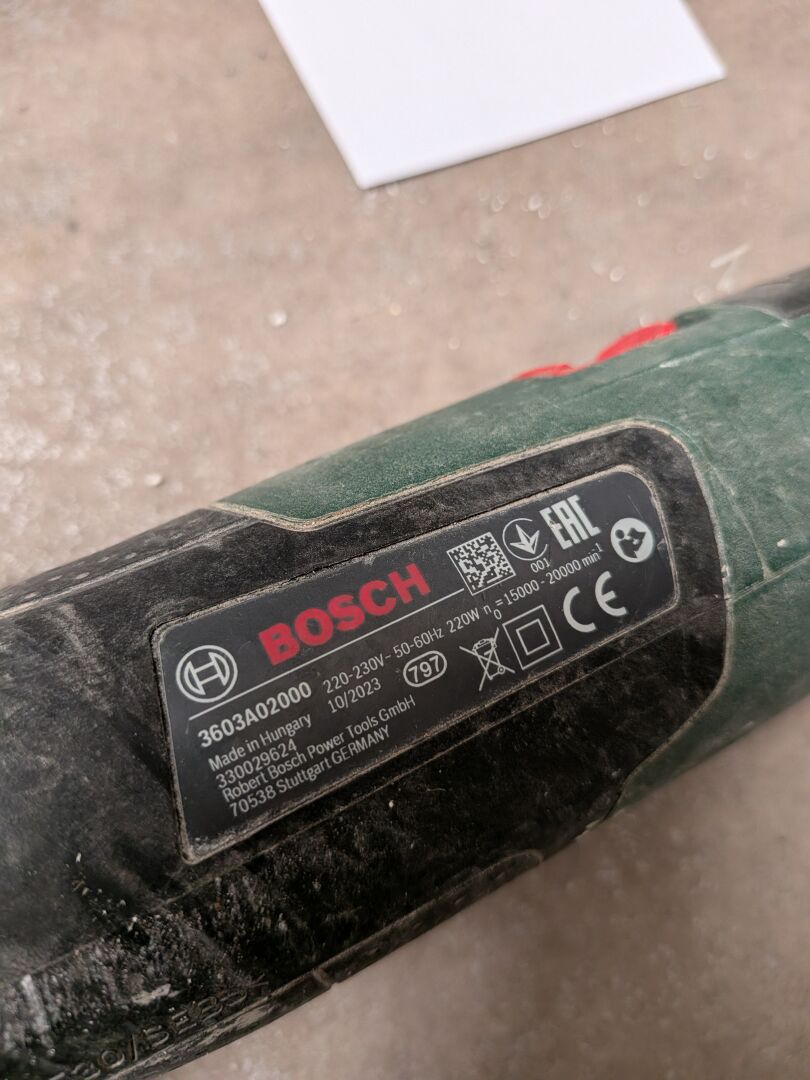 BOSCH
001
EAC
3603A02000
220-230V~ 50-60Hz 220W n0 = 15000 - 20000 min-1
Made in Hungary 10/2023 797
330029624
Robert Bosch Power Tools GmbH
70538 Stuttgart GERMANY
CE